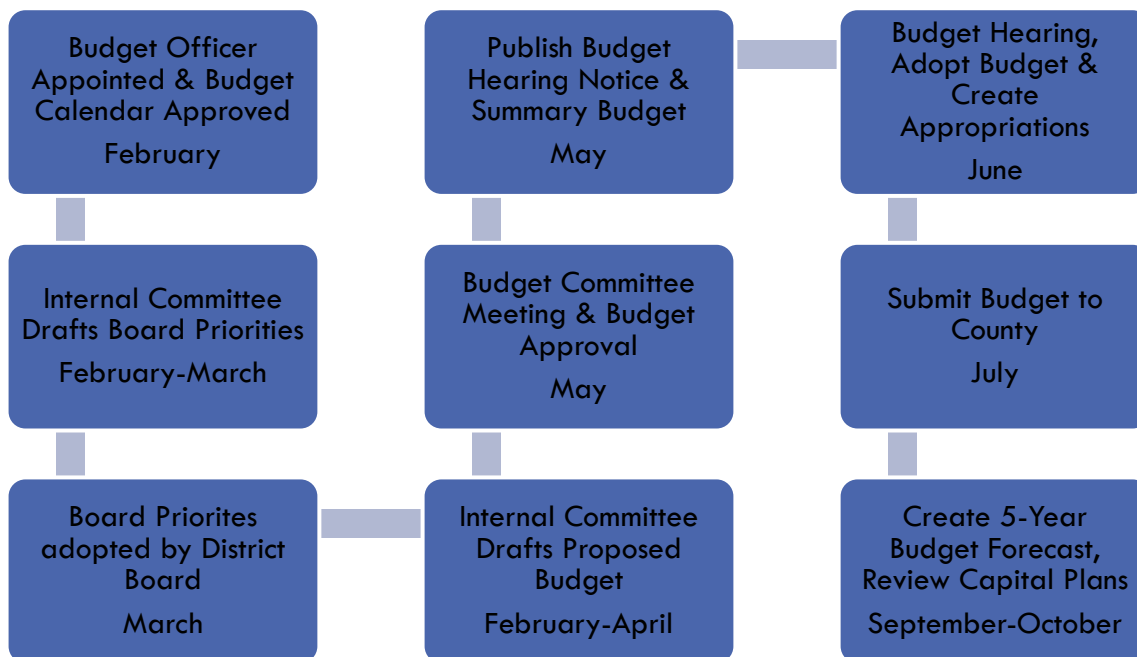 Budget Officer
Appointed & Budget
Calendar Approved
February
Internal Committee
Drafts Board Priorities
February-March
Board Priorites
adopted by District
Board
March
Internal Committee
Drafts Proposed
Budget
February-April
Budget Committee
Meeting & Budget
Approval
May
Publish Budget
Hearing Notice &
Summary Budget
May
Budget Hearing,
Adopt Budget &
Create
Appropriations
June
Submit Budget to
County
July
Create 5-Year
Budget Forecast,
Review Capital Plans
September-October